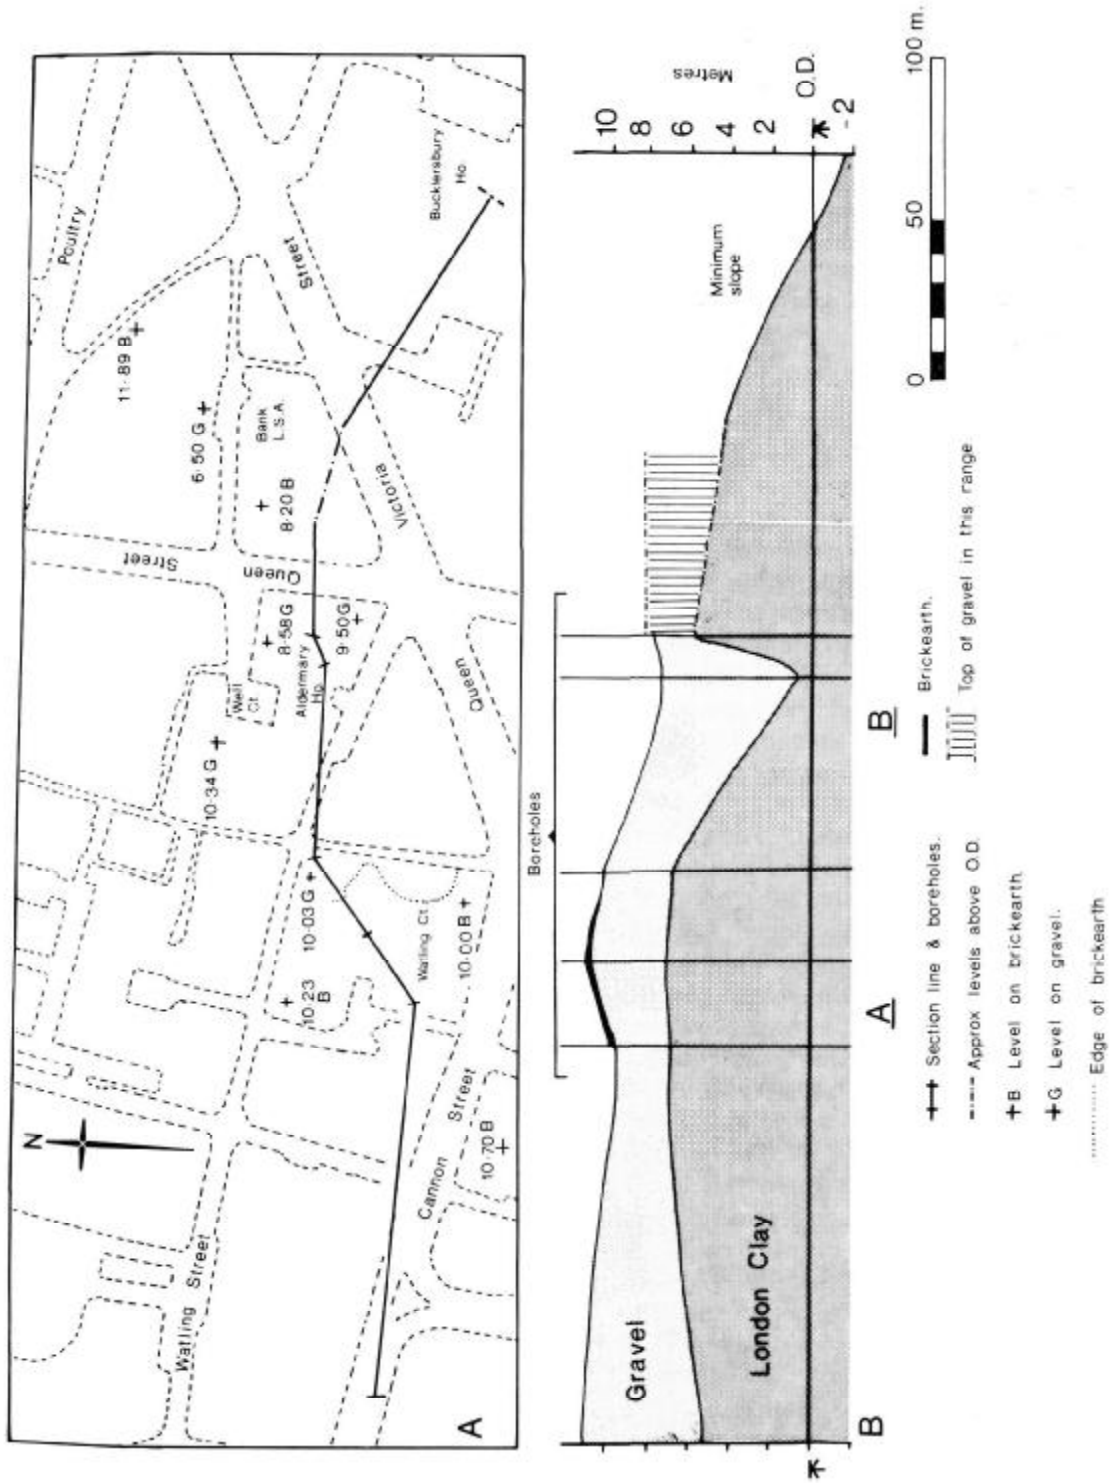 A
N
Watling Street
Cannon Street
10·70 B
10·23 B
10·03 G
Watling Ct
10·00 B
10·34 G
Well Ct
Aldermary Ho
8·58 G
9·50 G
Queen Street
Queen
Victoria Street
8·20 B
Bank L.S.A.
6·50 G
11·89 B
Poultry
Bucklersbury Ho
Boreholes
B
Gravel
London Clay
Minimum slope
Metres
10
8
6
4
2
O.D.
-2
A
B
Section line & boreholes.
Approx levels above O.D.
B Level on brickearth.
G Level on gravel.
Edge of brickearth
Brickearth.
Top of gravel in this range
0 50 100 m.